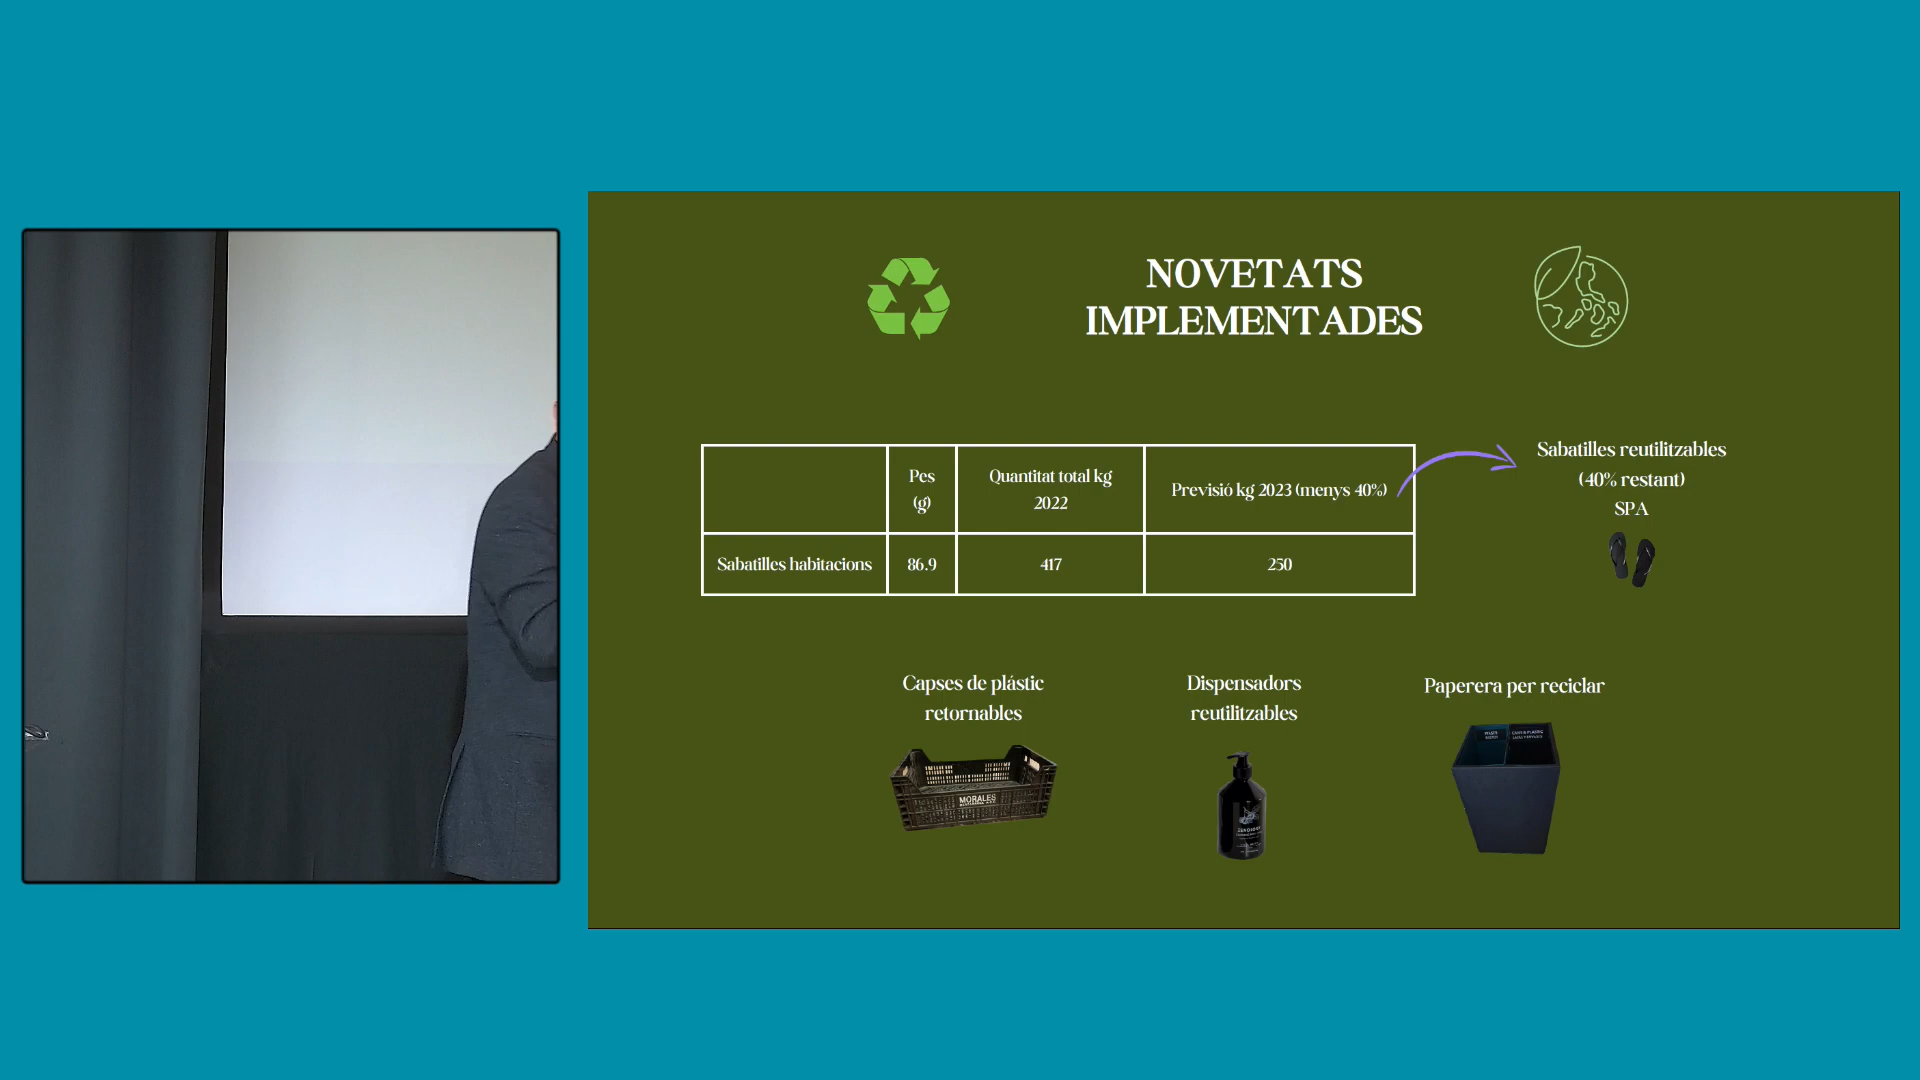 NOVETATS
IMPLEMENTADES
Pes
(g)
Quantitat total kg
2022
Previsió kg 2023 (menys 40%)
Sabatilles habitacions
86.9
417
250
Sabatilles reutilitzables
(40% restant)
SPA
Capses de plástic
retornables
MORALES
Dispensadors
reutilitzables
Paperera per reciclar